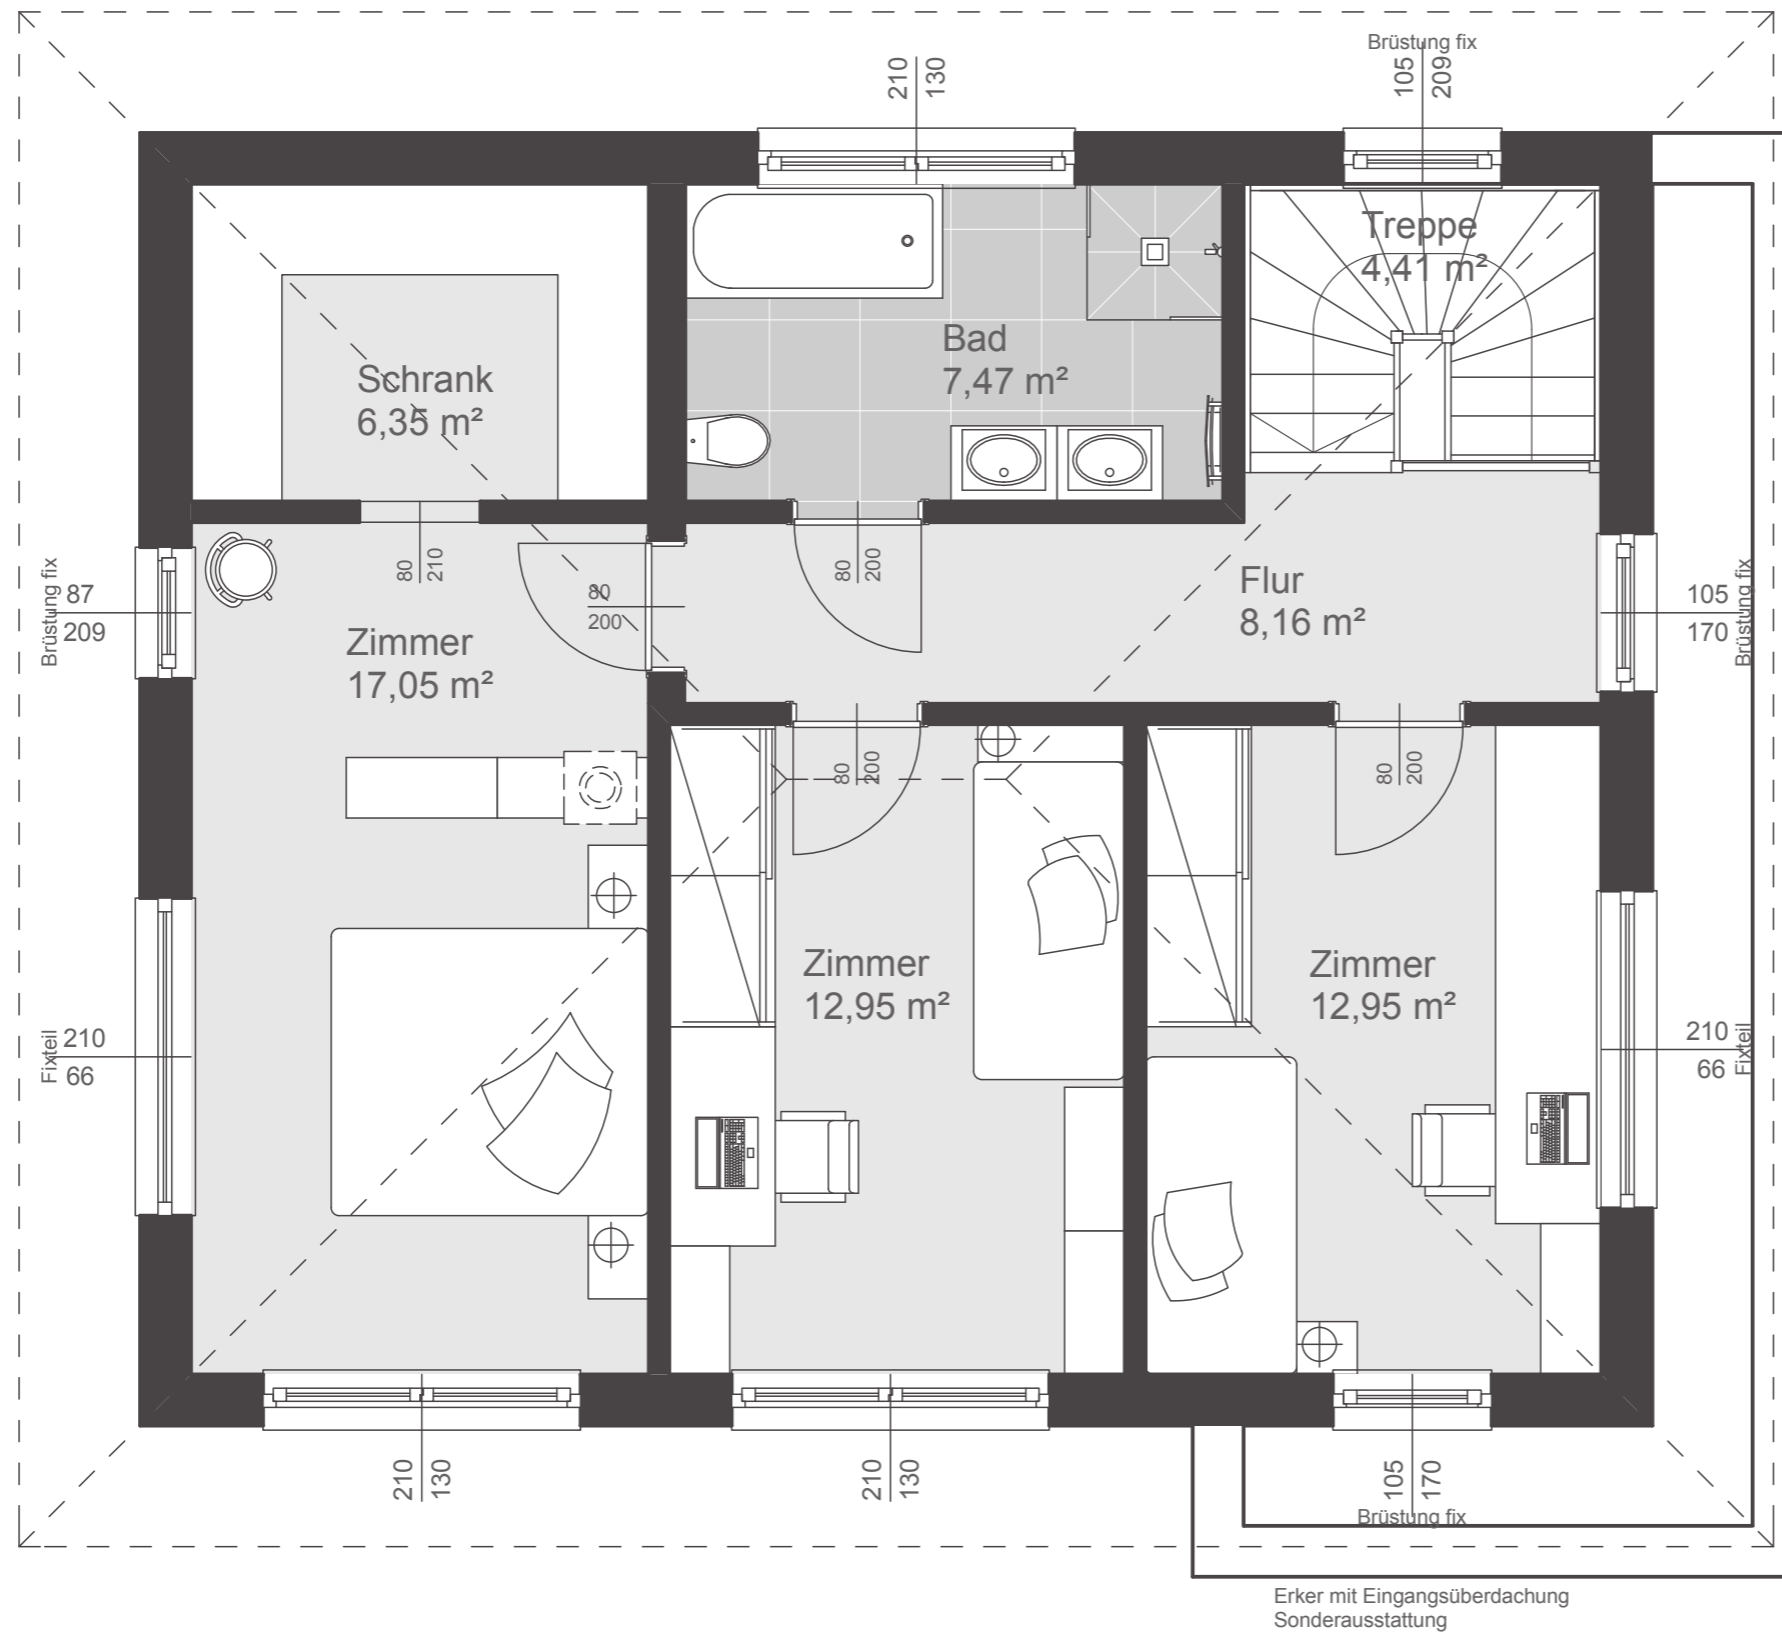 Brüstung fix
210
130
105
209
Treppe
4,41 m²
Bad
7,47 m²
Schrank
6,35 m²
80
210
80
200
80
200
Flur
8,16 m²
Brüstung fix
87
209
105
170
Brüstung fix
Zimmer
17,05 m²
80
200
80
200
Zimmer
12,95 m²
Zimmer
12,95 m²
Fixteil
210
66
210
66
Fixteil
210
130
210
130
105
170
Brüstung fix
Erker mit Eingangsüberdachung
Sonderausstattung